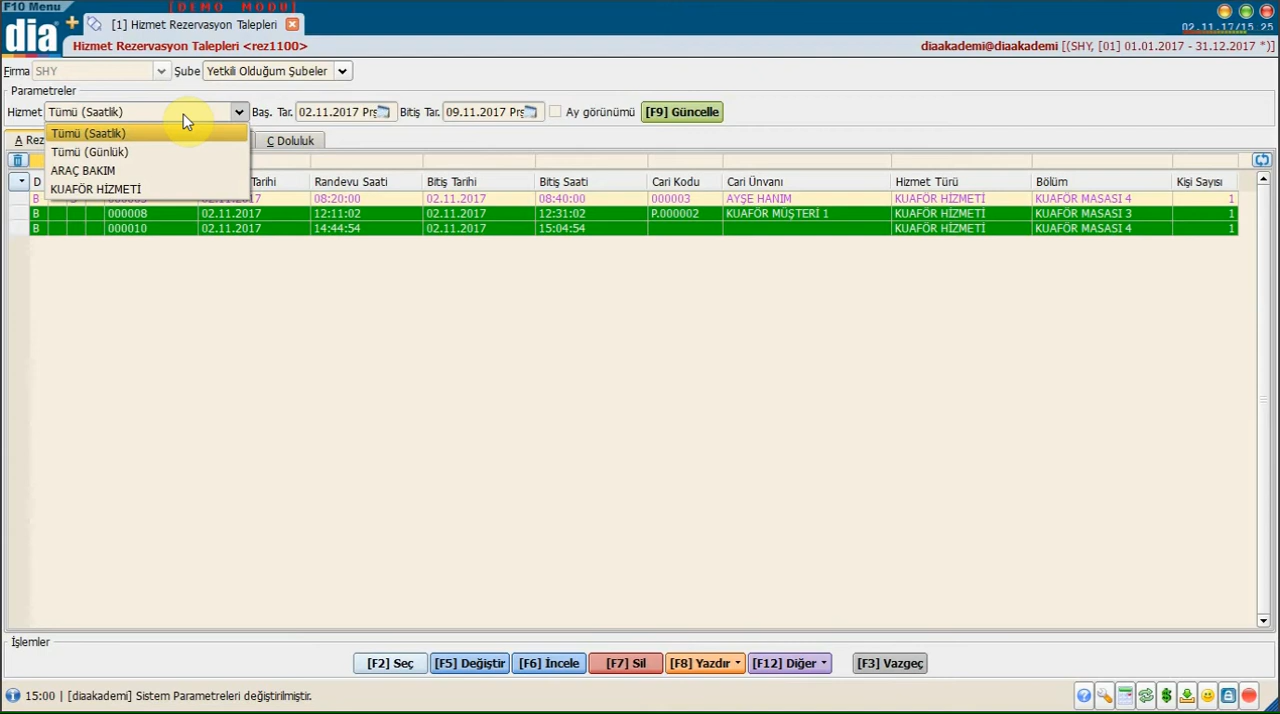 F10 Menu
[DEMO MODU]
dia
[1] Hizmet Rezervasyon Talepleri
02.11.17/15 25
Hizmet Rezervasyon Talepleri <rez1100>
diaakademi@diaakademi [(SHY, [01] 01.01.2017 - 31.12.2017 *)]
Firma SHY Şube Yetkili Olduğum Şubeler
Parametreler
Hizmet Tümü (Saatlik) Baş. Tar. 02.11.2017 Prş Bitiş Tar. 09.11.2017 Prş Ay görünümü [F9] Güncelle
Tümü (Saatlik)
Tümü (Günlük)
ARAÇ BAKIM
KUAFÖR HİZMETİ
A Rez C Doluluk
D Tarihi Randevu Saati Bitiş Tarihi Bitiş Saati Cari Kodu Cari Ünvanı Hizmet Türü Bölüm Kişi Sayısı
B 08:20:00 02.11.2017 08:40:00 000003 AYŞE HANIM KUAFÖR HİZMETİ KUAFÖR MASASI 4 1
B 000008 02.11.2017 12:11:02 02.11.2017 12:31:02 P.000002 KUAFÖR MÜŞTERİ 1 KUAFÖR HİZMETİ KUAFÖR MASASI 3 1
B 000010 02.11.2017 14:44:54 02.11.2017 15:04:54 KUAFÖR HİZMETİ KUAFÖR MASASI 4 1
İşlemler
[F2] Seç [F5] Değiştir [F6] İncele [F7] Sil [F8] Yazdır [F12] Diğer [F3] Vazgeç
15:00 | [diaakademi] Sistem Parametreleri değiştirilmiştir.